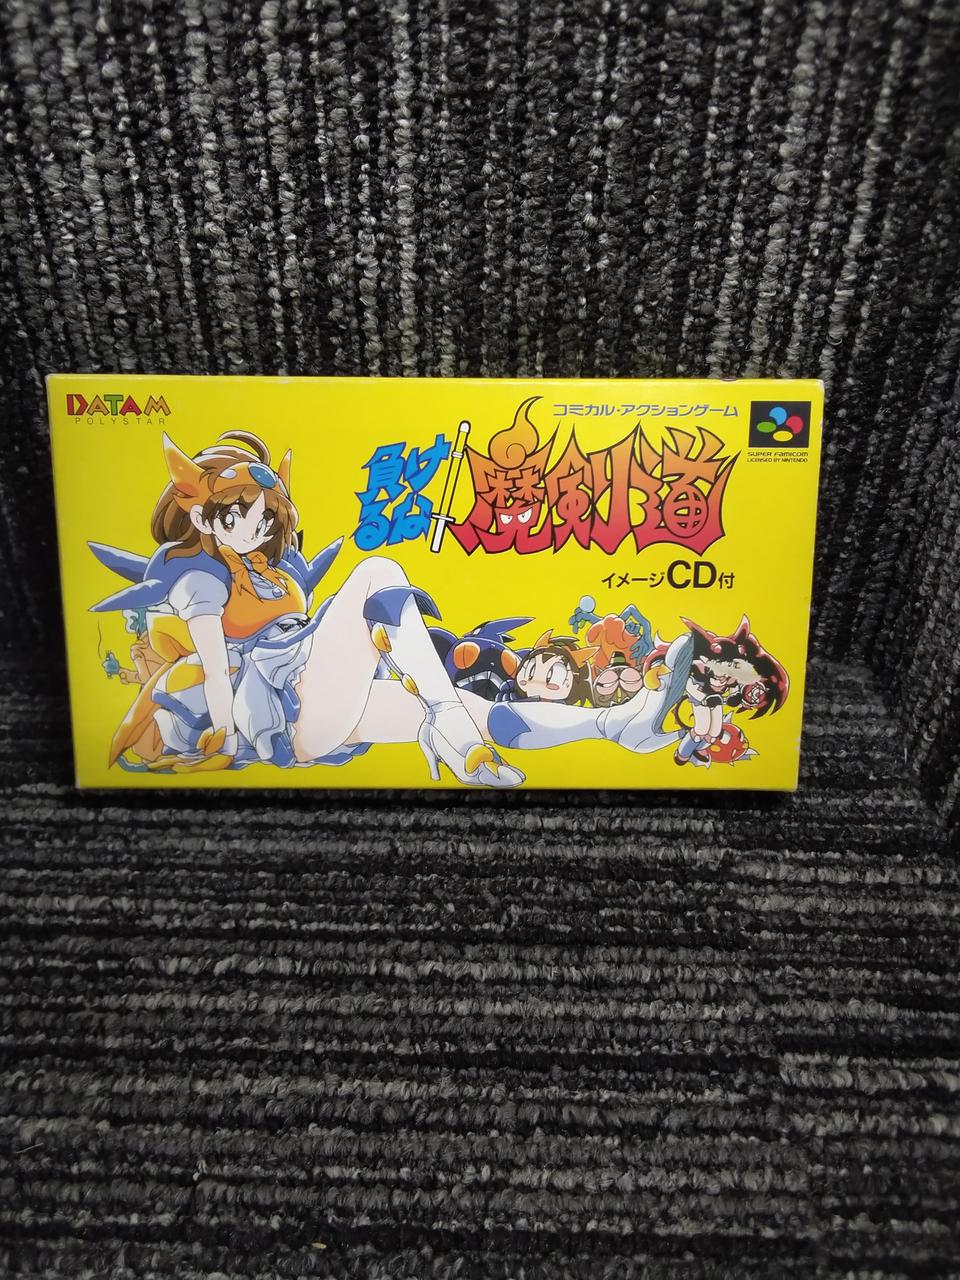 DATAM
POLYSTAR
コミカル・アクションゲーム
負けるな
魔剣道
イメージCD付
SUPER FAMICOM
LICENSED BY NINTENDO